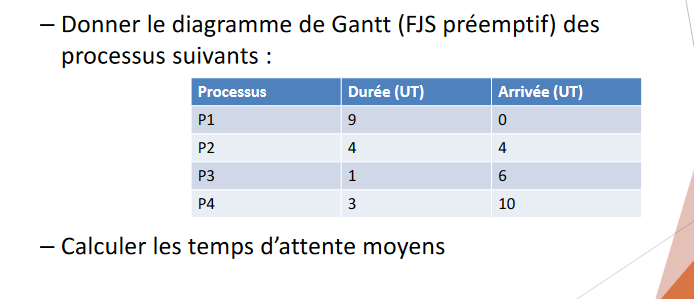 – Donner le diagramme de Gantt (FJS préemptif) des
processus suivants :
Processus Durée (UT) Arrivée (UT)
P1 9 0
P2 4 4
P3 1 6
P4 3 10
– Calculer les temps d’attente moyens